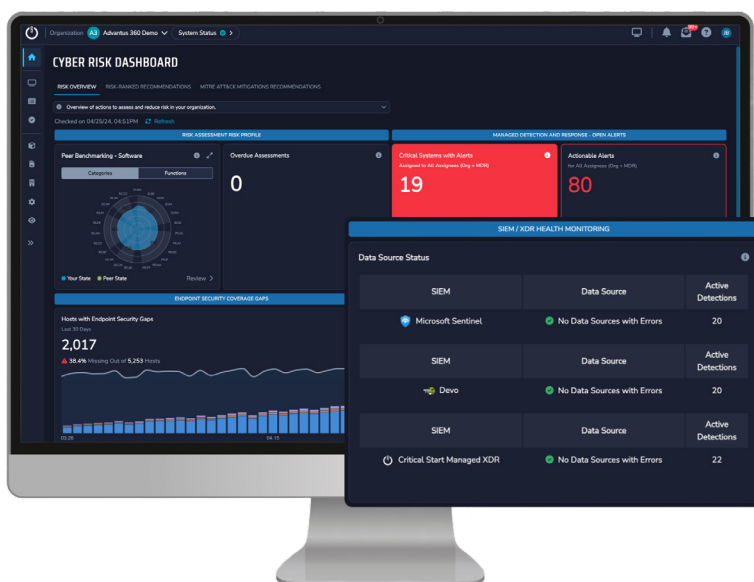 Organization A3 Advantus 360 Demo System Status
99+
CYBER RISK DASHBOARD
RISK OVERVIEW RISK-RANKED RECOMMENDATIONS MITRE ATT&CK MITIGATIONS RECOMMENDATIONS
Overview of actions to assess and reduce risk in your organization.
Checked on 04/25/24, 04:51PM Refresh
RISK ASSESSMENT RISK PROFILE
MANAGED DETECTION AND RESPONSE - OPEN ALERTS
Peer Benchmarking - Software
Categories Functions
Your State Peer State Review >
Overdue Assessments
0
Critical Systems with Alerts
Assigned to All Assignees (Org + MDR)
19
Actionable Alerts
for All Assignees (Org + MDR)
80
ENDPOINT SECURITY COVERAGE GAPS
Hosts with Endpoint Security Gaps
Last 30 Days
2,017
38.4% Missing Out of 5,253 Hosts
03.26 04.15
SIEM / XDR HEALTH MONITORING
Data Source Status
SIEM Data Source Active Detections
Microsoft Sentinel No Data Sources with Errors 20
SIEM Data Source Active Detections
Devo No Data Sources with Errors 20
SIEM Data Source Active Detections
Critical Start Managed XDR No Data Sources with Errors 22